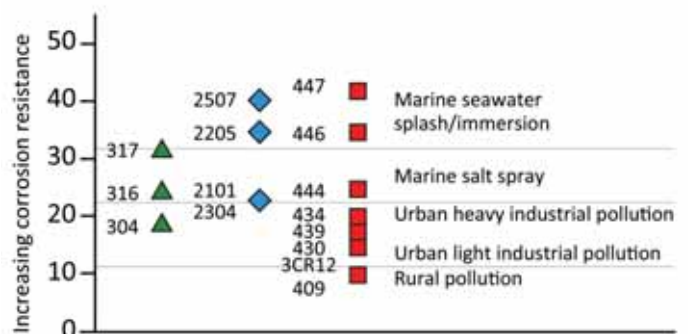 Increasing corrosion resistance
50
40
30
20
10
0
317
316
304
2507
2205
2101
2304
447
446
444
434
439
430
3CR12
409
Marine seawater
splash/immersion
Marine salt spray
Urban heavy industrial pollution
Urban light industrial pollution
Rural pollution